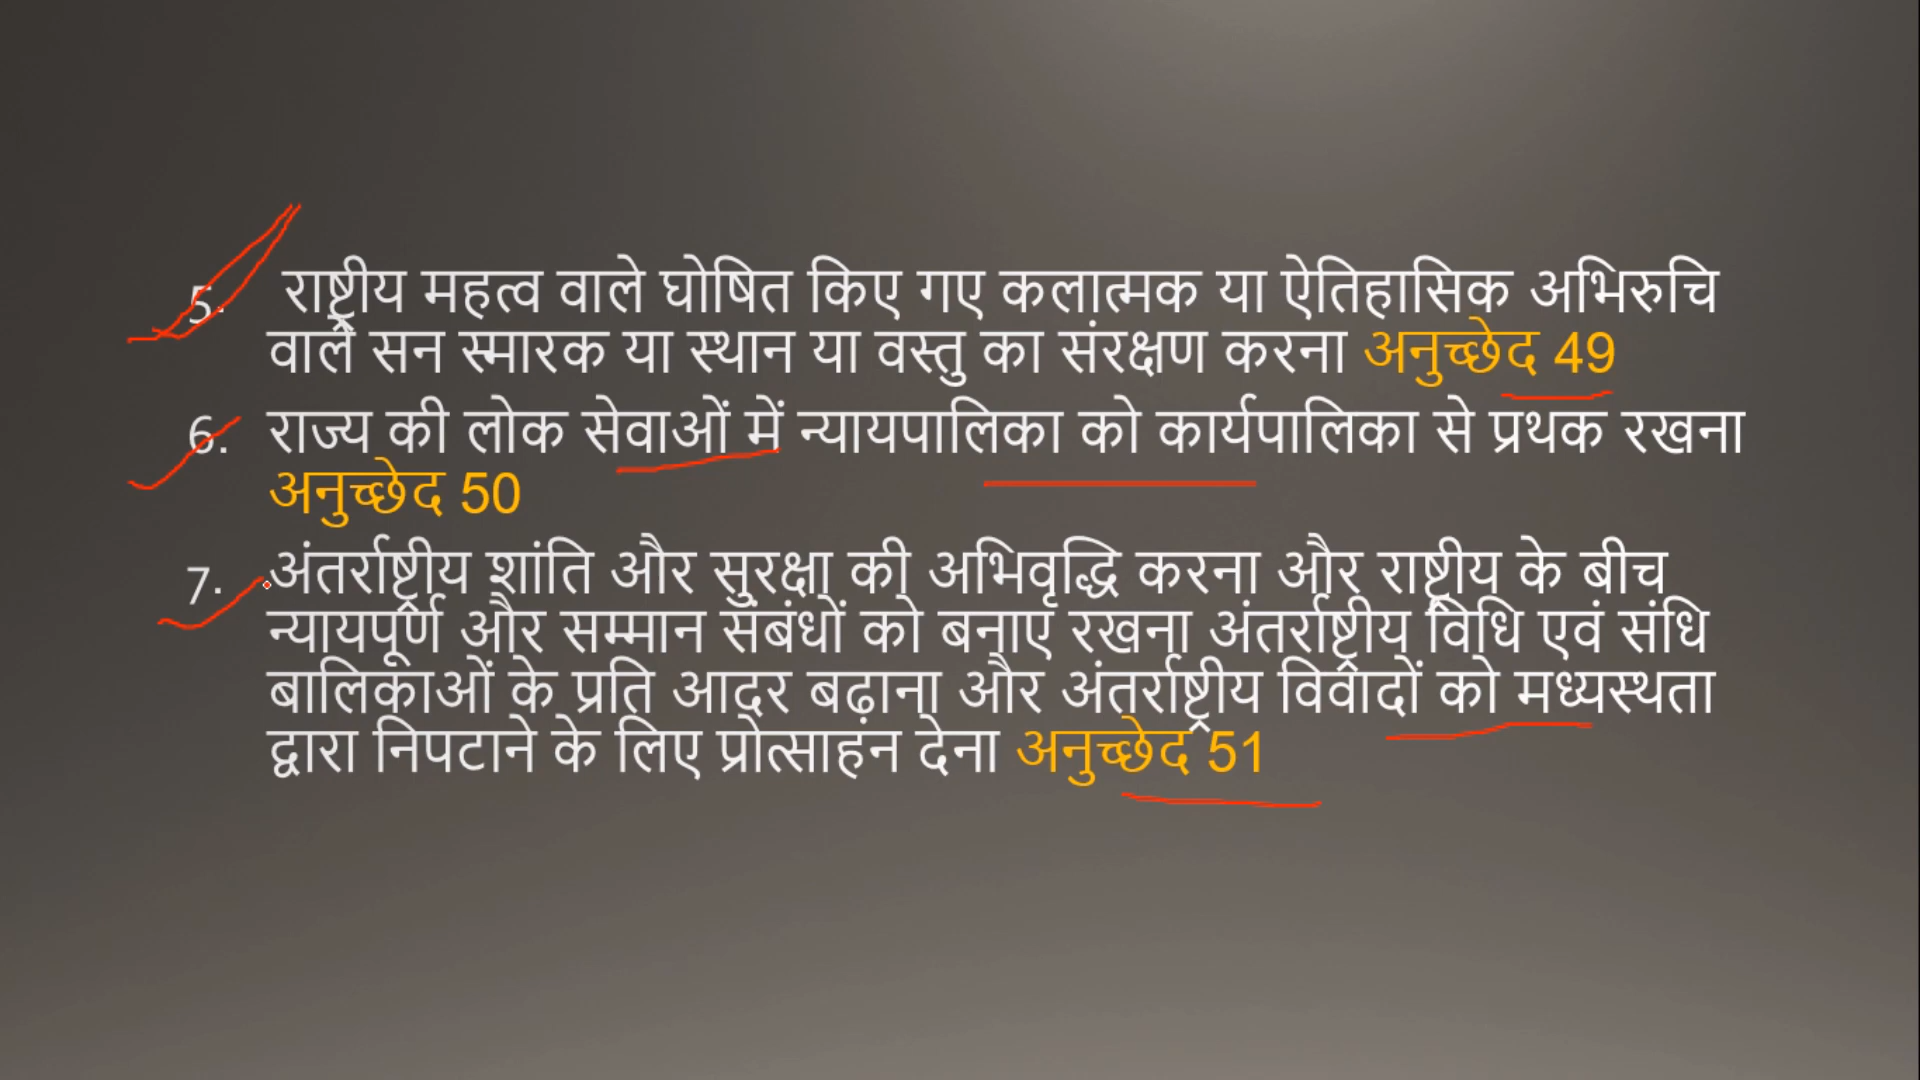 5. राष्ट्रीय महत्व वाले घोषित किए गए कलात्मक या ऐतिहासिक अभिरुचि
वाले सन स्मारक या स्थान या वस्तु का संरक्षण करना अनुच्छेद 49
6. राज्य की लोक सेवाओं में न्यायपालिका को कार्यपालिका से प्रथक रखना
अनुच्छेद 50
7. अंतर्राष्ट्रीय शांति और सुरक्षा की अभिवृद्धि करना और राष्ट्रीय के बीच
न्यायपूर्ण और सम्मान संबंधों को बनाए रखना अंतर्राष्ट्रीय विधि एवं संधि
बालिकाओं के प्रति आदर बढ़ाना और अंतर्राष्ट्रीय विवादों को मध्यस्थता
द्वारा निपटाने के लिए प्रोत्साहन देना अनुच्छेद 51